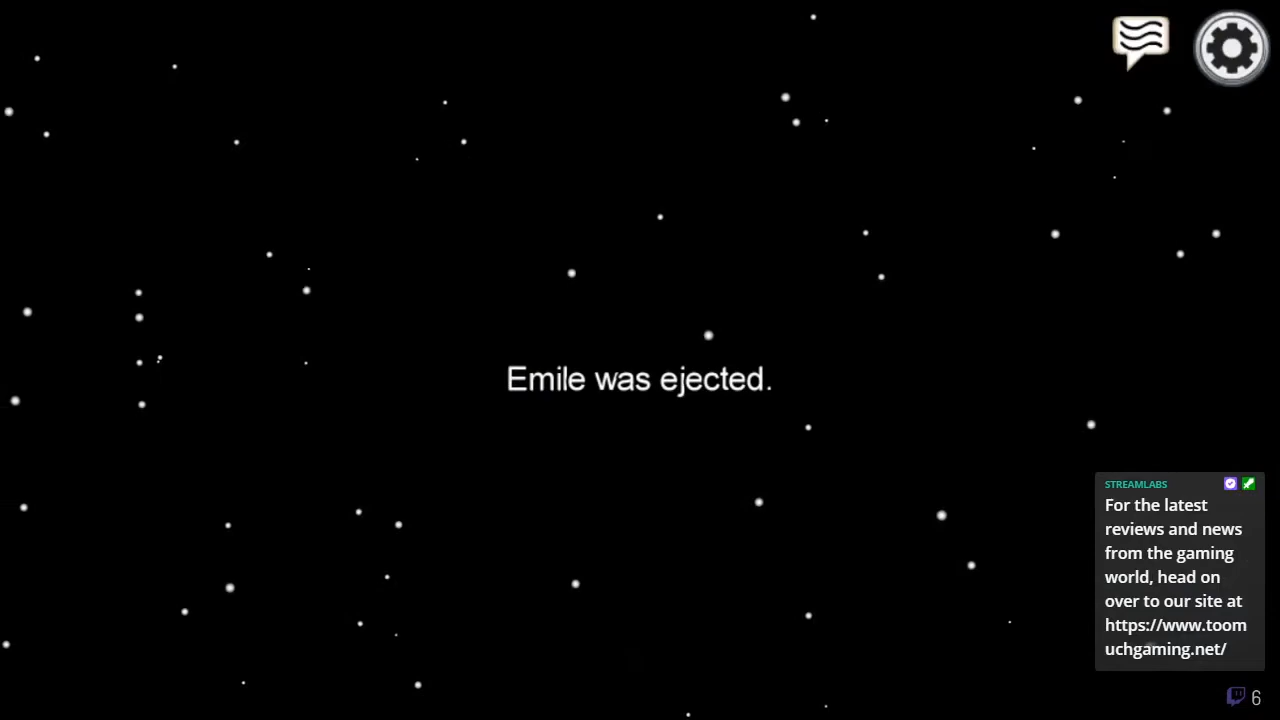 Emile was ejected.
STREAMLABS
For the latest
reviews and news
from the gaming
world, head on
over to our site at
https://www.toom
uchgaming.net/
6